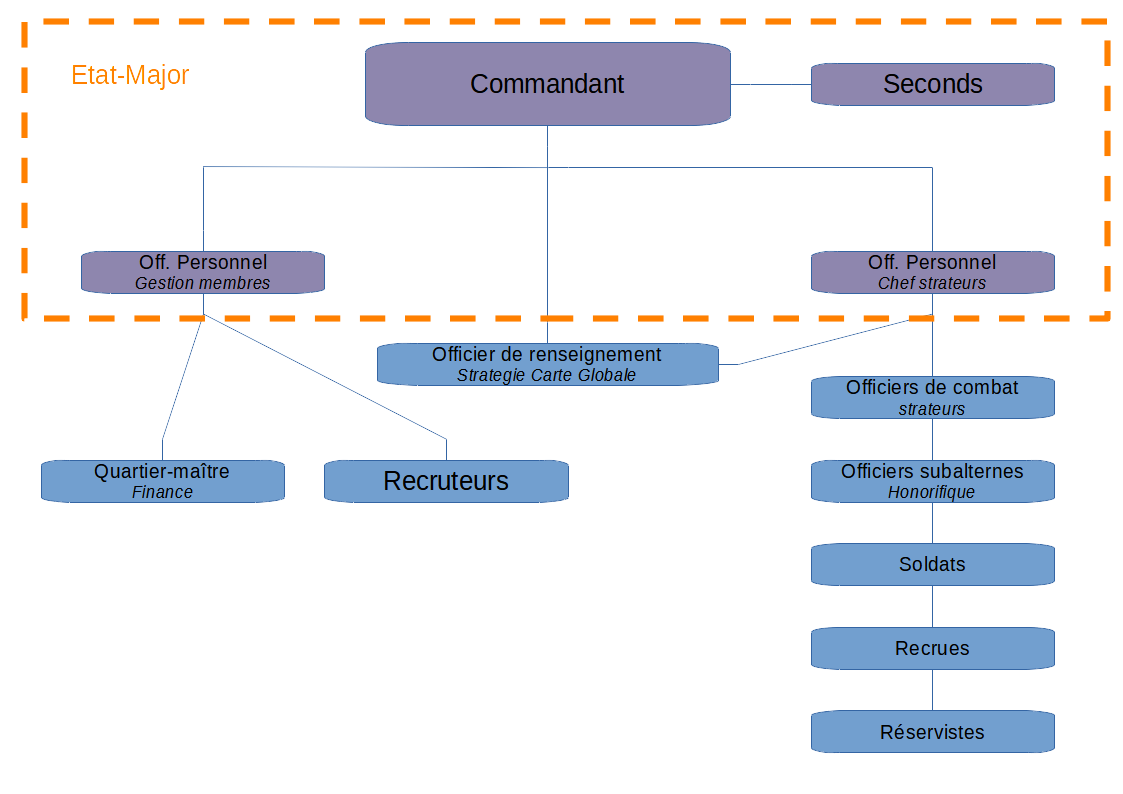 Etat-Major
Commandant
Seconds
Off. Personnel
Gestion membres
Off. Personnel
Chef strateurs
Officier de renseignement
Strategie Carte Globale
Officiers de combat
strateurs
Quartier-maître
Finance
Recruteurs
Officiers subalternes
Honorifique
Soldats
Recrues
Réservistes